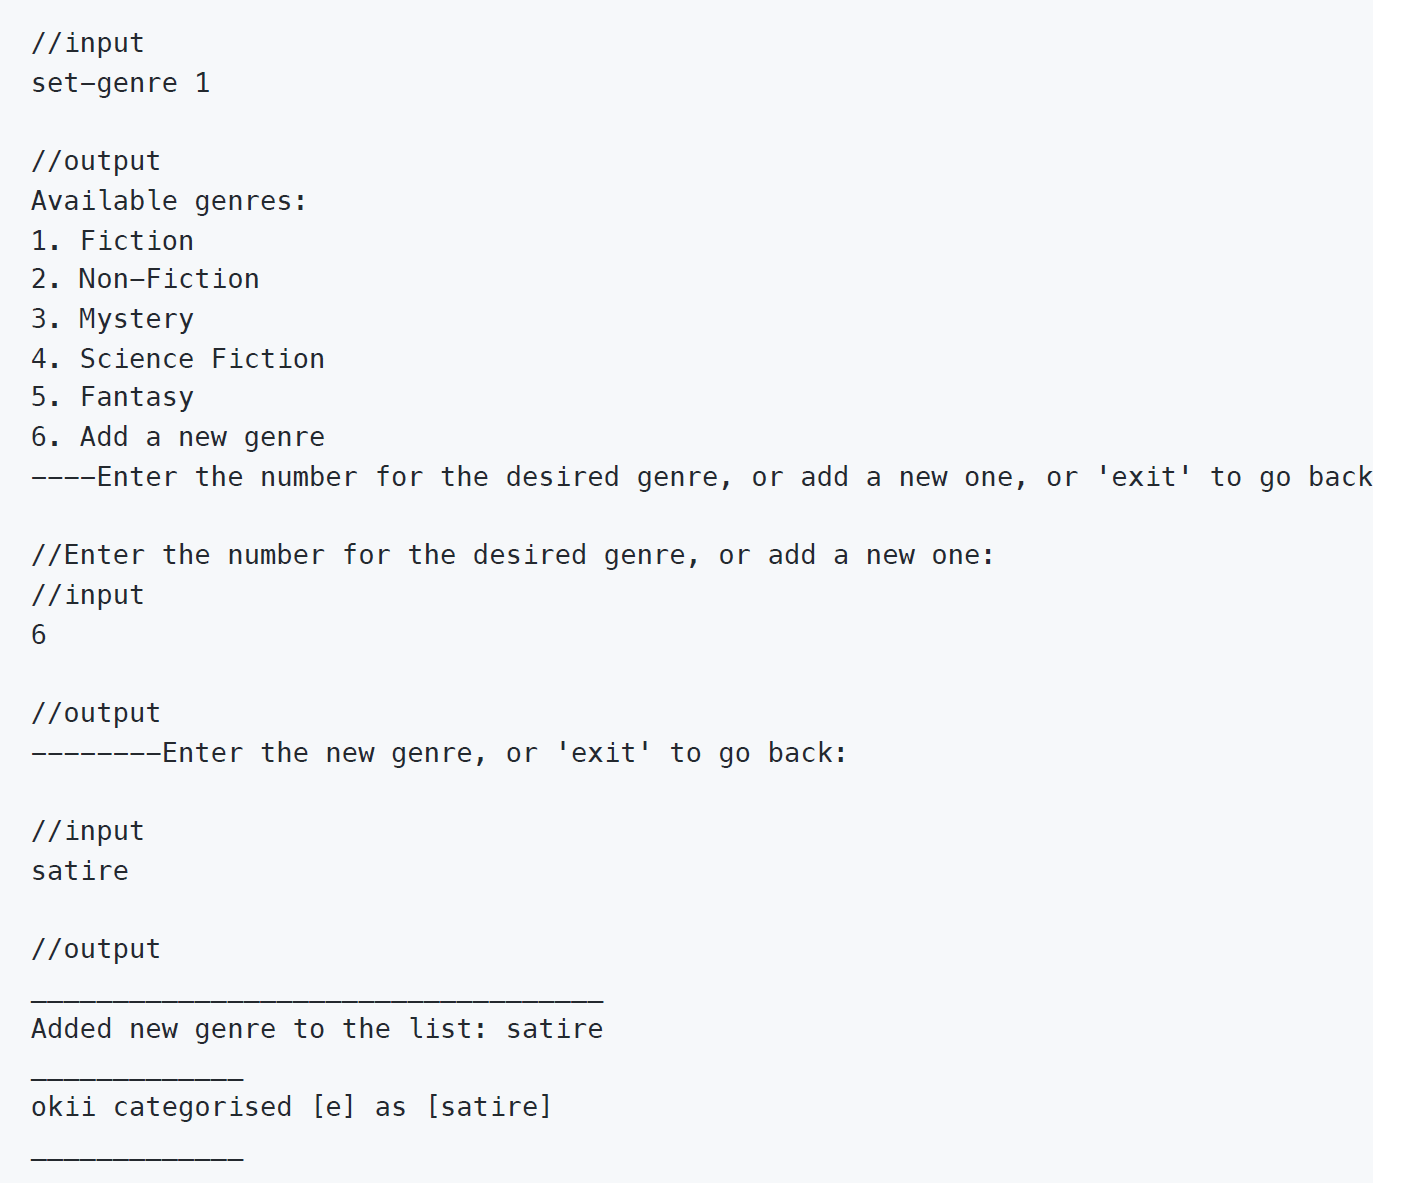 //input
set-genre 1
//output
Available genres:
1. Fiction
2. Non-Fiction
3. Mystery
4. Science Fiction
5. Fantasy
6. Add a new genre
----Enter the number for the desired genre, or add a new one, or 'exit' to go back
//Enter the number for the desired genre, or add a new one:
//input
6
//output
--------Enter the new genre, or 'exit' to go back:
//input
satire
//output
___________________________________
Added new genre to the list: satire
_____________
okii categorised [e] as [satire]
_____________